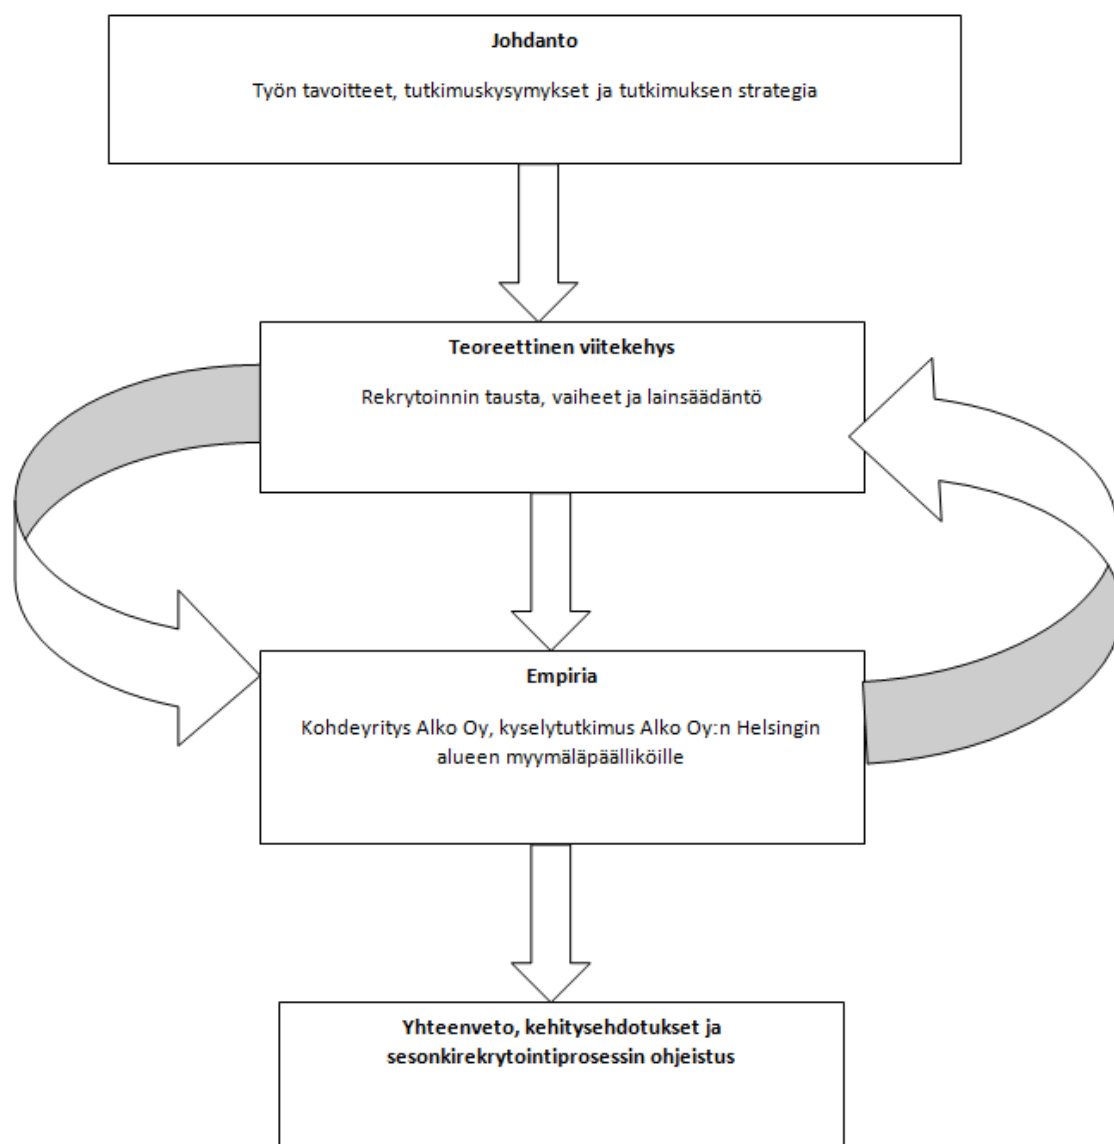 Johdanto
Työn tavoitteet, tutkimuskysymykset ja tutkimuksen strategia
Teoreettinen viitekehys
Rekrytoinnin tausta, vaiheet ja lainsäädäntö
Empiria
Kohdeyritys Alko Oy, kyselytutkimus Alko Oy:n Helsingin
alueen myymäläpäälliköille
Yhteenveto, kehitysehdotukset ja
sesonkirekrytointiprosessin ohjeistus